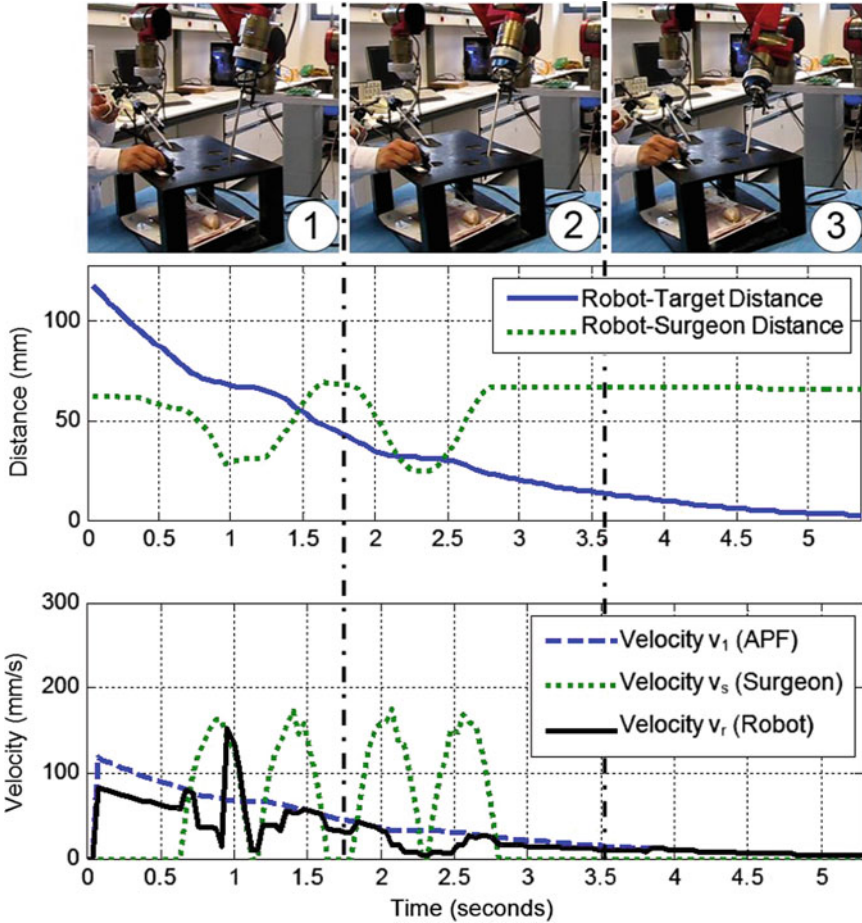 1
2
3
100
50
0
Distance (mm)
Robot-Target Distance
Robot-Surgeon Distance
0 0.5 1 1.5 2 2.5 3 3.5 4 4.5 5
300
200
100
0
Velocity (mm/s)
Velocity v₁ (APF)
Velocity vₛ (Surgeon)
Velocity vᵣ (Robot)
0 0.5 1 1.5 2 2.5 3 3.5 4 4.5 5
Time (seconds)